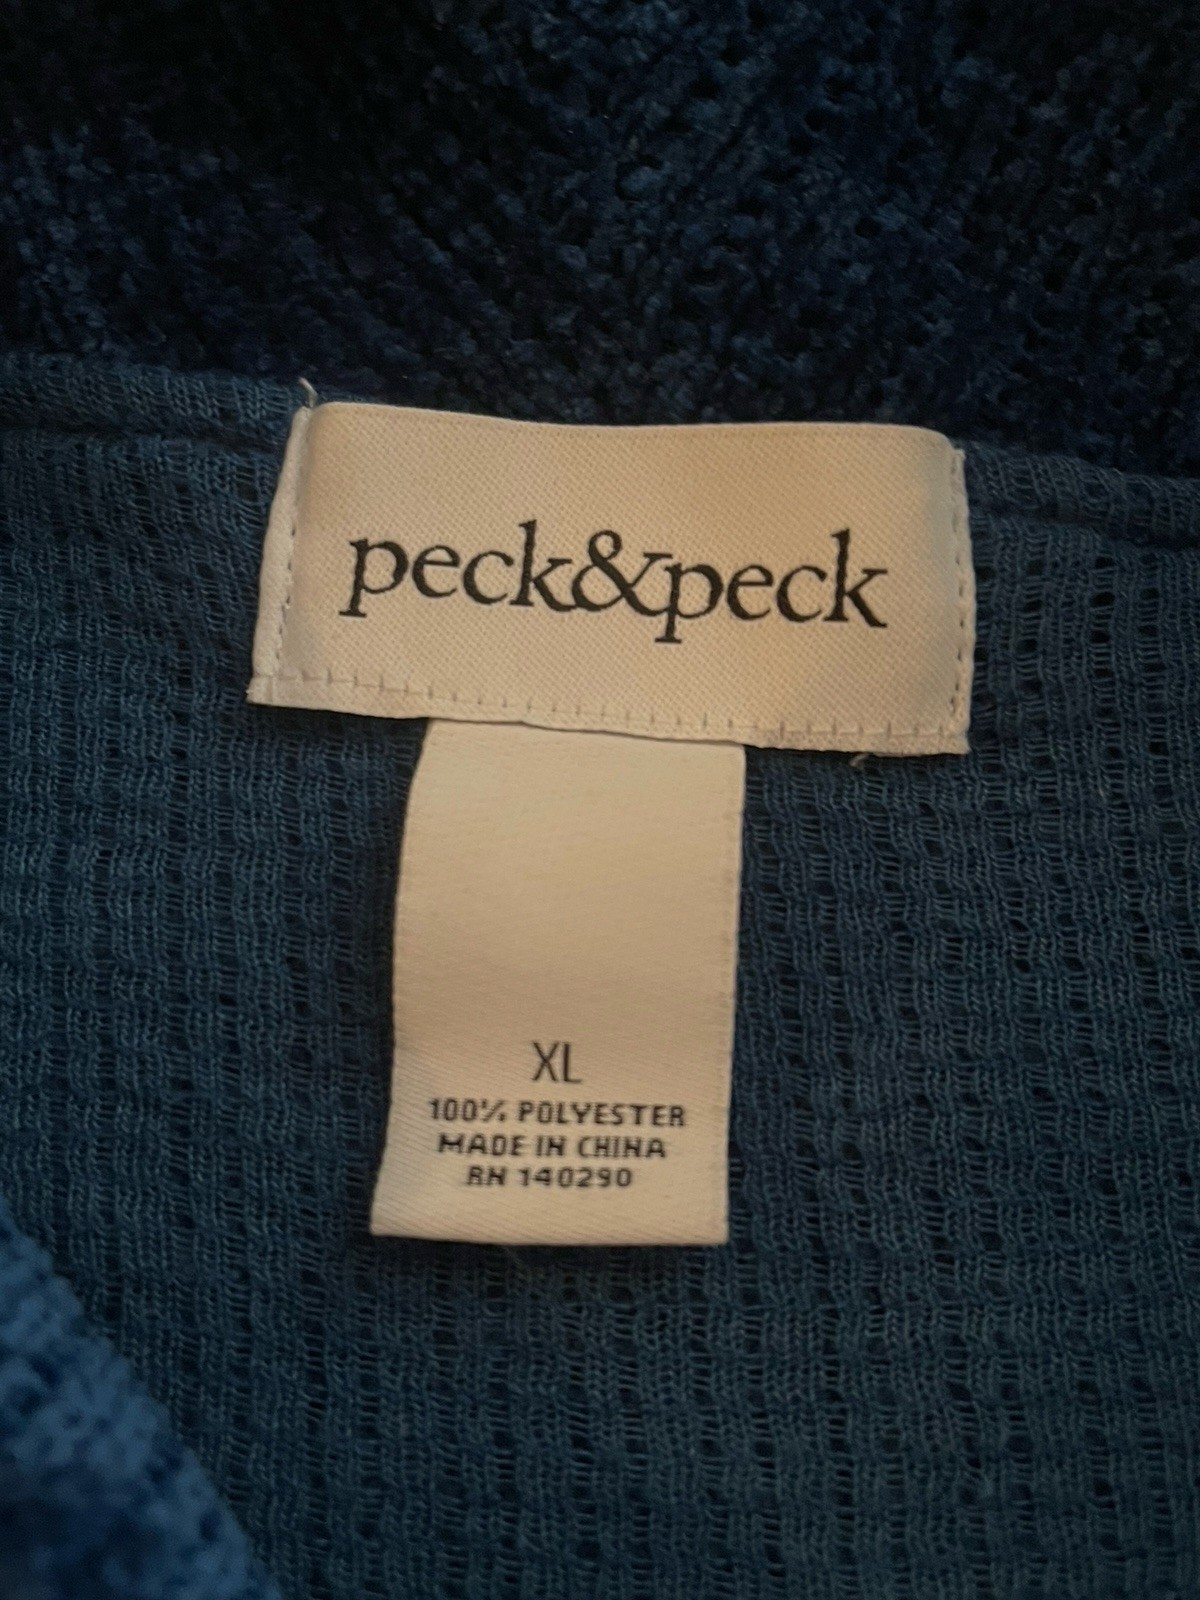 peck&peck
XL
100% POLYESTER
MADE IN CHINA
RN 140290